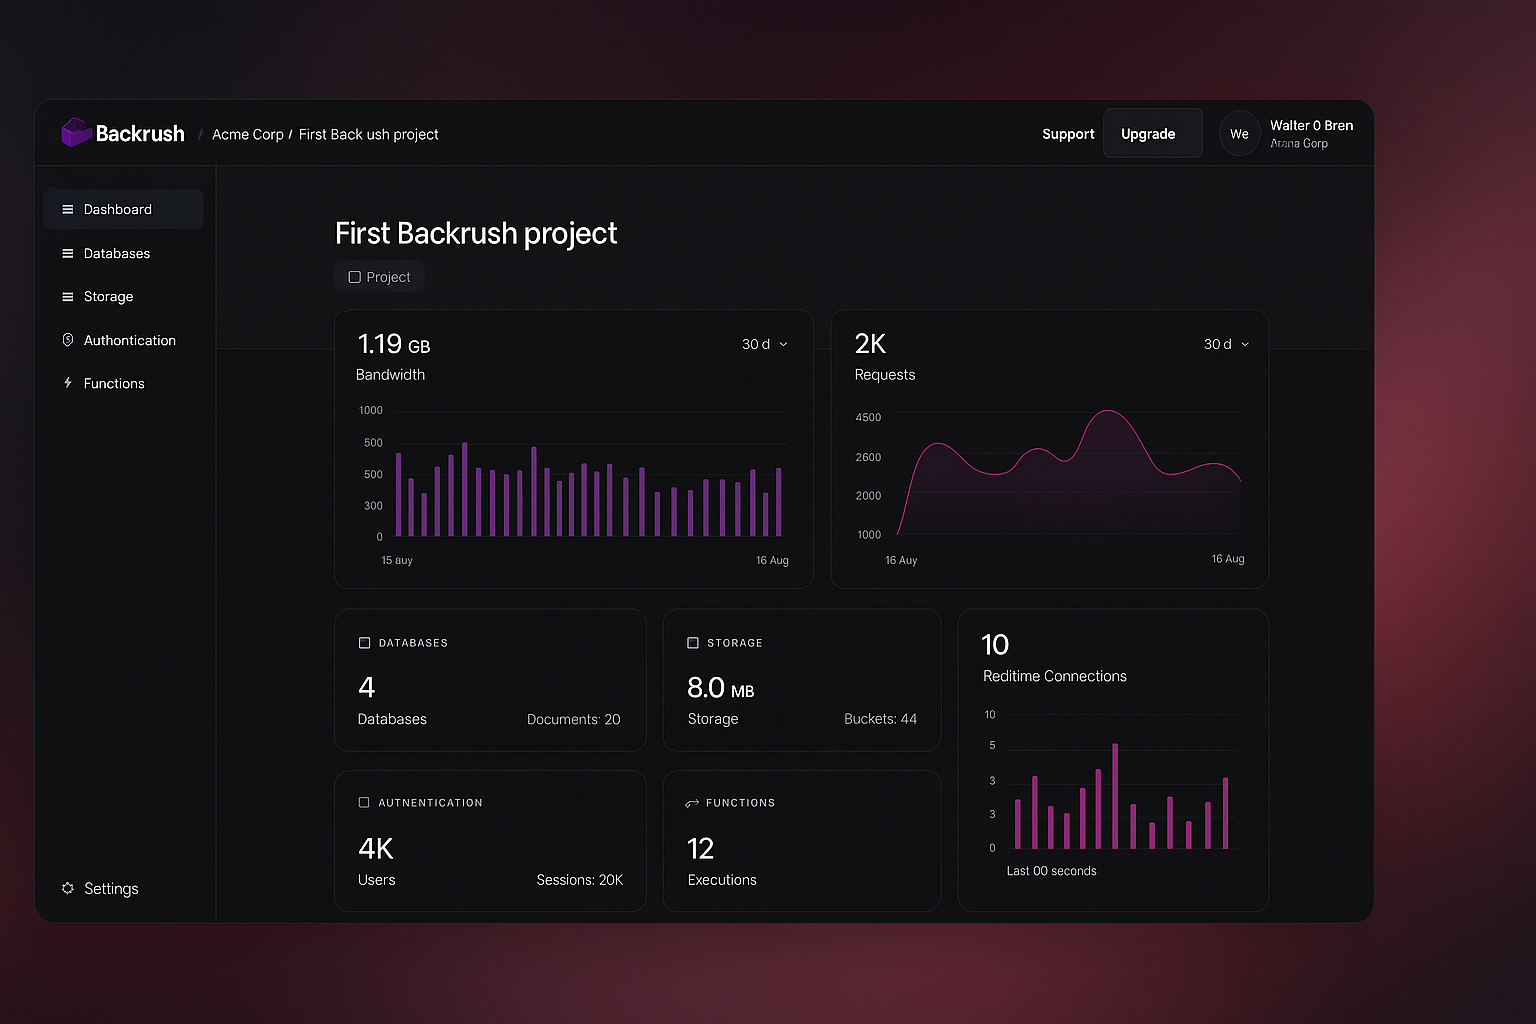 Backrush / Acme Corp / First Back ush project
Support
Upgrade
We
Walter 0 Bren
Arana Gorp
Dashboard
Databases
Storage
Authontication
Functions
Settings
First Backrush project
Project
1.19 GB
30 d
Bandwidth
1000
500
500
300
0
15 auy
16 Aug
2K
30 d
Requests
4500
2600
2000
1000
16 Auy
16 Aug
DATABASES
4
Databases
Documents: 20
STORAGE
8.0 MB
Storage
Buckets: 44
10
Reditime Connections
10
5
3
3
0
Last 00 seconds
AUTNENTICATION
4K
Users
Sessions: 20K
FUNCTIONS
12
Executions